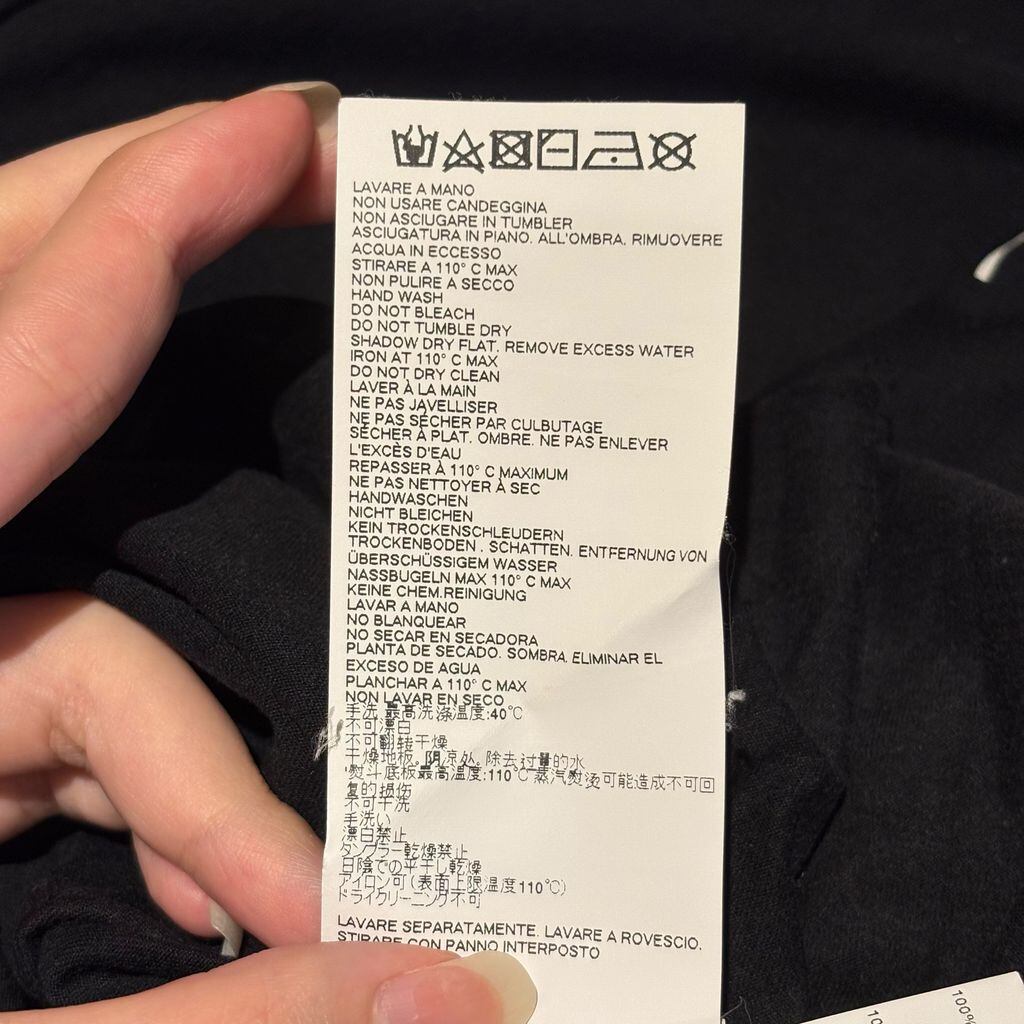 LAVARE A MANO
NON USARE CANDEGGINA
NON ASCIUGARE IN TUMBLER
ASCIUGATURA IN PIANO. ALL'OMBRA. RIMUOVERE
ACQUA IN ECCESSO
STIRARE A 110° C MAX
NON PULIRE A SECCO
HAND WASH
DO NOT BLEACH
DO NOT TUMBLE DRY
SHADOW DRY FLAT. REMOVE EXCESS WATER
IRON AT 110° C MAX
DO NOT DRY CLEAN
LAVER À LA MAIN
NE PAS JAVELLISER
NE PAS SÉCHER PAR CULBUTAGE
SÉCHER À PLAT. OMBRE. NE PAS ENLEVER
L'EXCÈS D'EAU
REPASSER À 110° C MAXIMUM
NE PAS NETTOYER À SEC
HANDWASCHEN
NICHT BLEICHEN
KEIN TROCKENSCHLEUDERN
TROCKENBODEN . SCHATTEN. ENTFERNUNG VON
ÜBERSCHÜSSIGEM WASSER
NASSBUGELN MAX 110° C MAX
KEINE CHEM.REINIGUNG
LAVAR A MANO
NO BLANQUEAR
NO SECAR EN SECADORA
PLANTA DE SECADO. SOMBRA. ELIMINAR EL
EXCESO DE AGUA
PLANCHAR A 110° C MAX
NON LAVAR EN SECO
手洗 最高洗涤温度:40℃
不可漂白
不可翻转干燥
干燥地板。阴凉处。除去过量的水
熨斗底板最高温度:110℃ 蒸汽熨烫可能造成不可回
复的损伤
不可干洗
手洗い
漂白禁止
タンブラー乾燥禁止
日陰での平干し乾燥
アイロン可(表面上限温度110℃)
ドライクリーニング不可
LAVARE SEPARATAMENTE. LAVARE A ROVESCIO.
STIRARE CON PANNO INTERPOSTO
100%